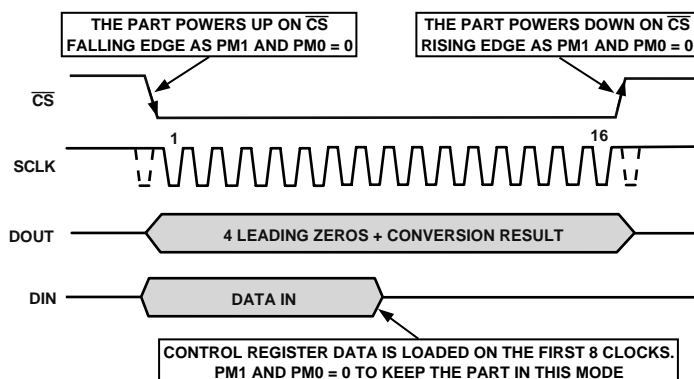 THE PART POWERS UP ON CS
FALLING EDGE AS PM1 AND PM0 = 0
THE PART POWERS DOWN ON CS
RISING EDGE AS PM1 AND PM0 = 0
CS
1
16
SCLK
DOUT
4 LEADING ZEROS + CONVERSION RESULT
DIN
DATA IN
CONTROL REGISTER DATA IS LOADED ON THE FIRST 8 CLOCKS.
PM1 AND PM0 = 0 TO KEEP THE PART IN THIS MODE